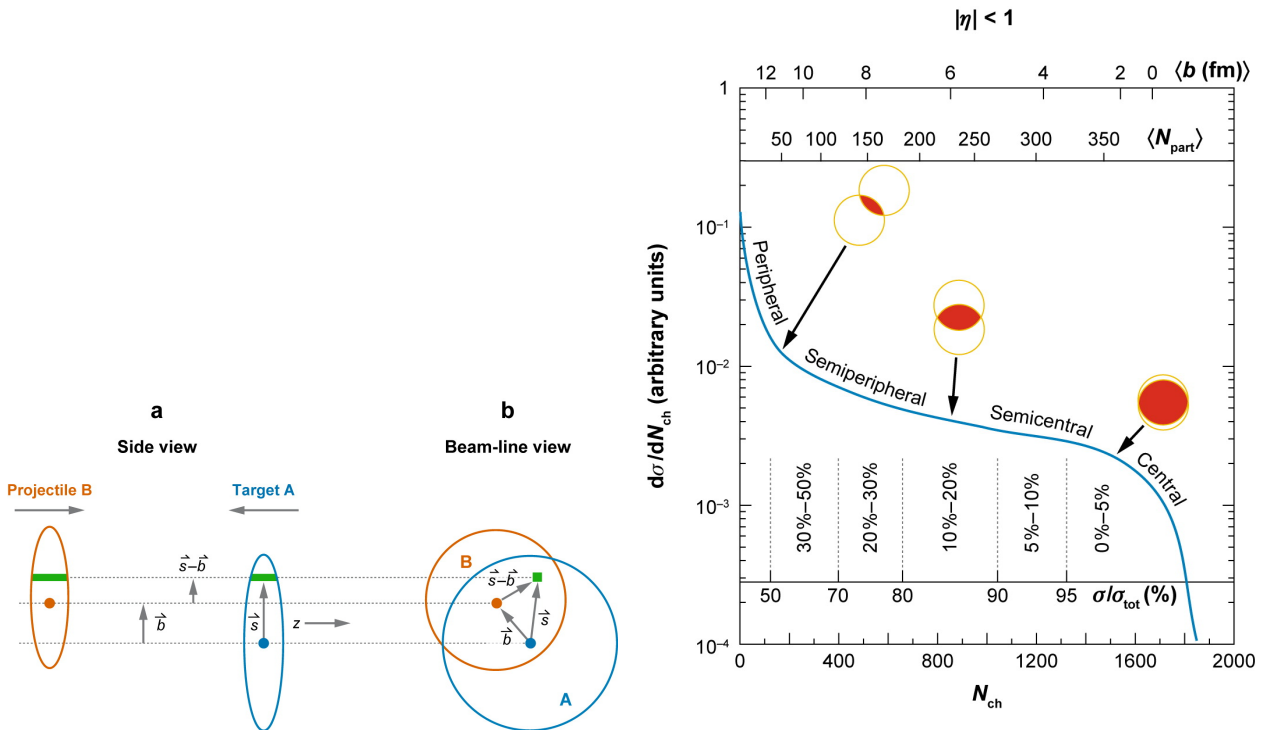 a
Side view
Projectile B
Target A
s⃗–b⃗
b⃗
s⃗
z
b
Beam-line view
B
s⃗–b⃗
b⃗
s⃗
A
|η| < 1
12 10 8 6 4 2 0 ⟨b (fm)⟩
50 100 150 200 250 300 350 ⟨Npart⟩
1
10⁻¹
10⁻²
10⁻³
10⁻⁴
dσ/dNch (arbitrary units)
Peripheral
Semiperipheral
Semicentral
Central
30%–50%
20%–30%
10%–20%
5%–10%
0%–5%
50 70 80 90 95 σ/σtot (%)
0 400 800 1200 1600 2000
Nch